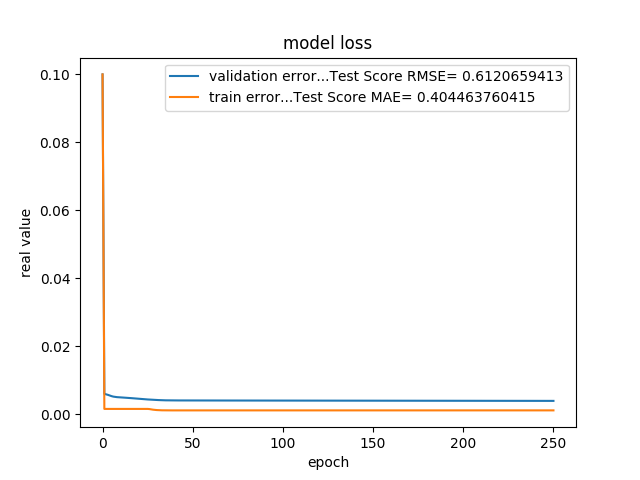 model loss
validation error...Test Score RMSE= 0.6120659413
train error...Test Score MAE= 0.404463760415
real value
0.10
0.08
0.06
0.04
0.02
0.00
0 50 100 150 200 250
epoch